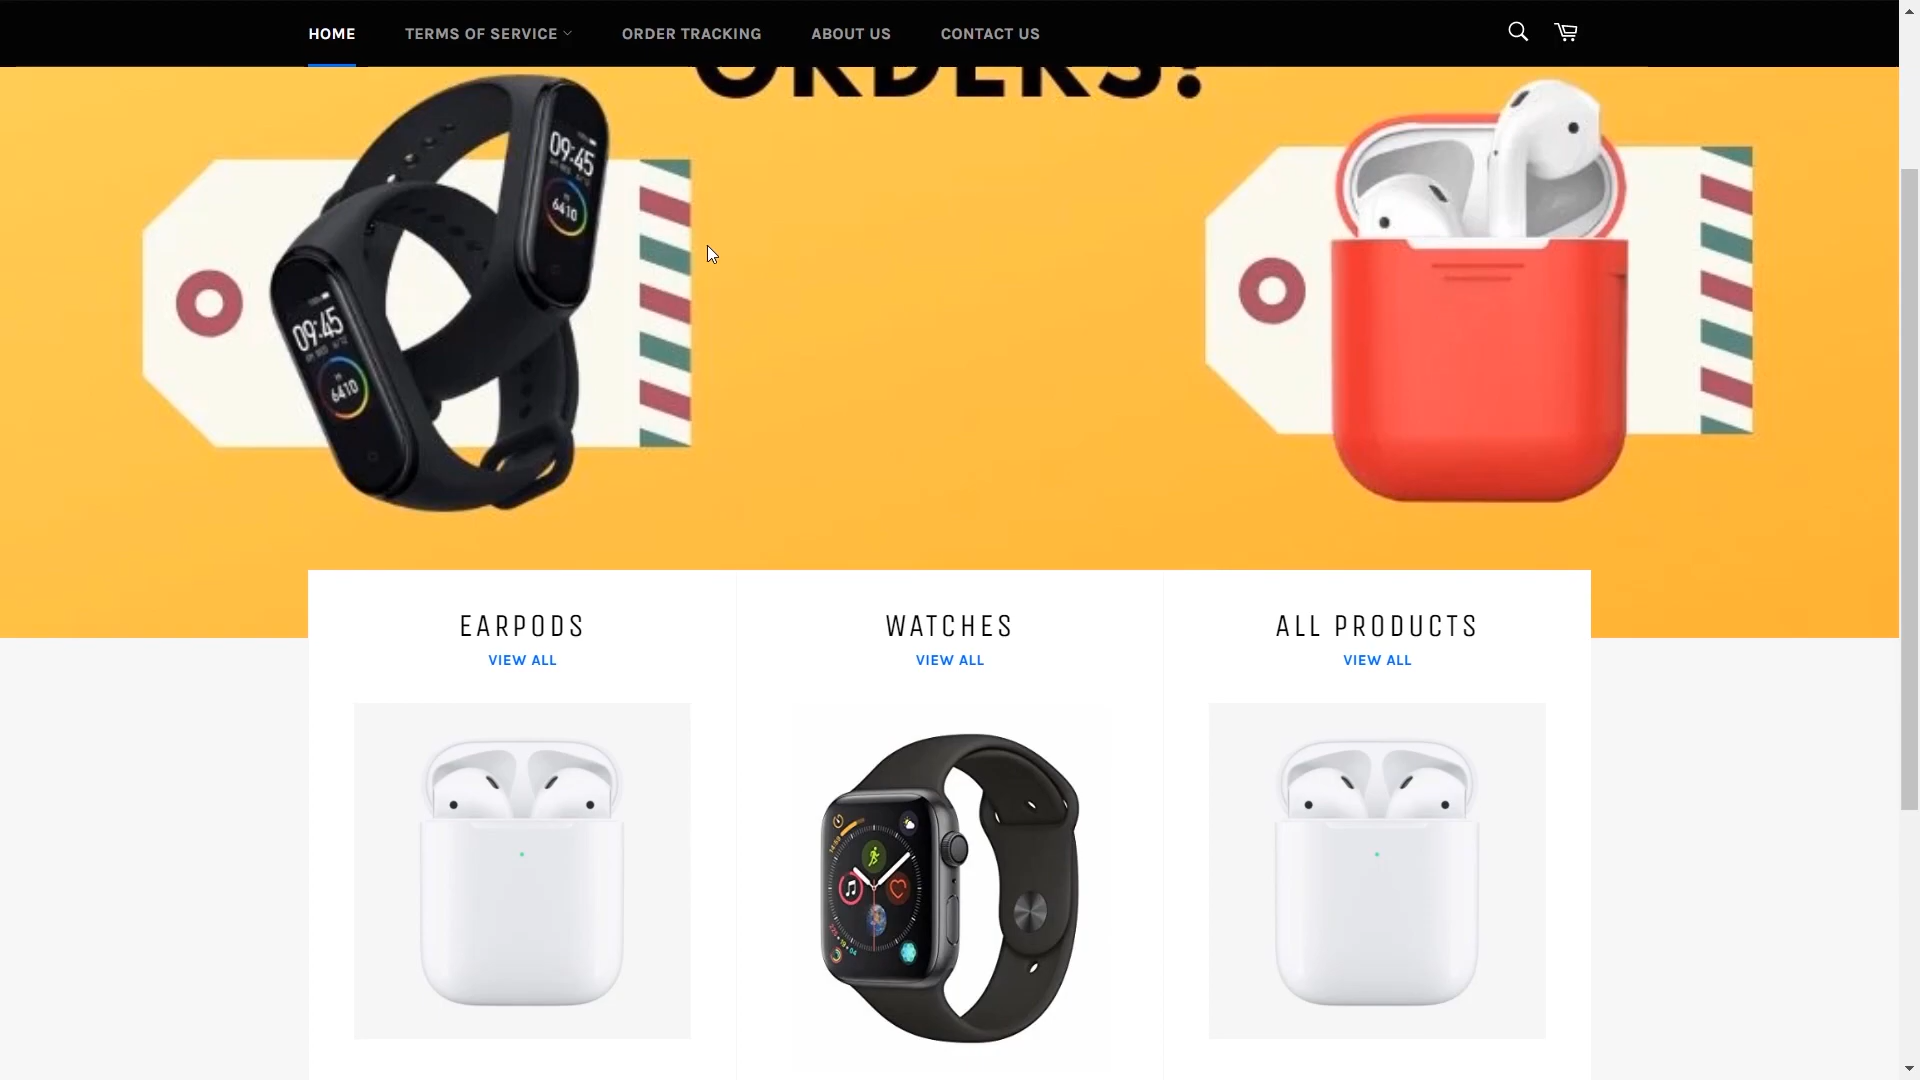 HOME TERMS OF SERVICE ORDER TRACKING ABOUT US CONTACT US
ORDERS!
09:45
6410
09:45
6410
EARPODS
VIEW ALL
WATCHES
VIEW ALL
ALL PRODUCTS
VIEW ALL